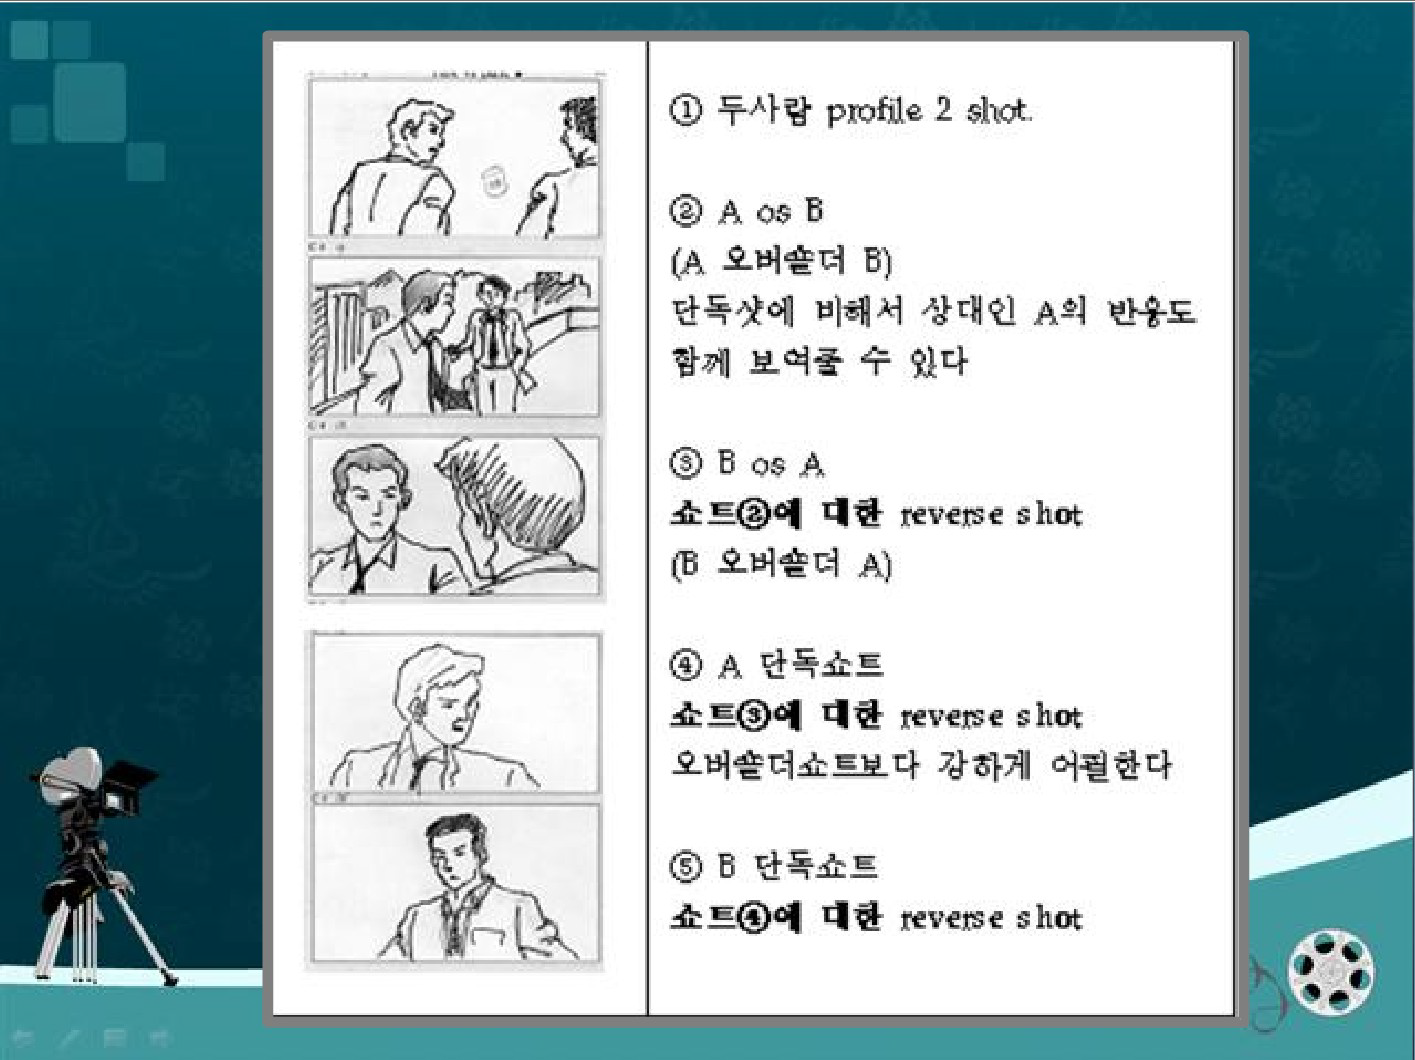 ① 두사람 profile 2 shot.
② A os B
(A 오버숄더 B)
단독샷에 비해서 상대인 A의 반응도
함께 보여줄 수 있다
③ B os A
쇼트②에 대한 reverse shot
(B 오버숄더 A)
④ A 단독쇼트
쇼트③에 대한 reverse shot
오버숄더쇼트보다 강하게 어필한다
⑤ B 단독쇼트
쇼트④에 대한 reverse shot